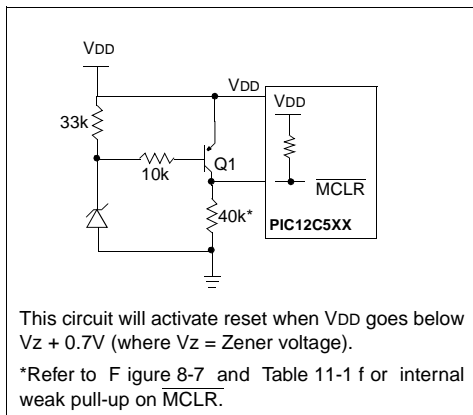 VDD
VDD
VDD
33k
10k
Q1
MCLR
40k*
PIC12C5XX
This circuit will activate reset when VDD goes below
Vz + 0.7V (where Vz = Zener voltage).
*Refer to F igure 8-7 and Table 11-1 f or internal
weak pull-up on MCLR.